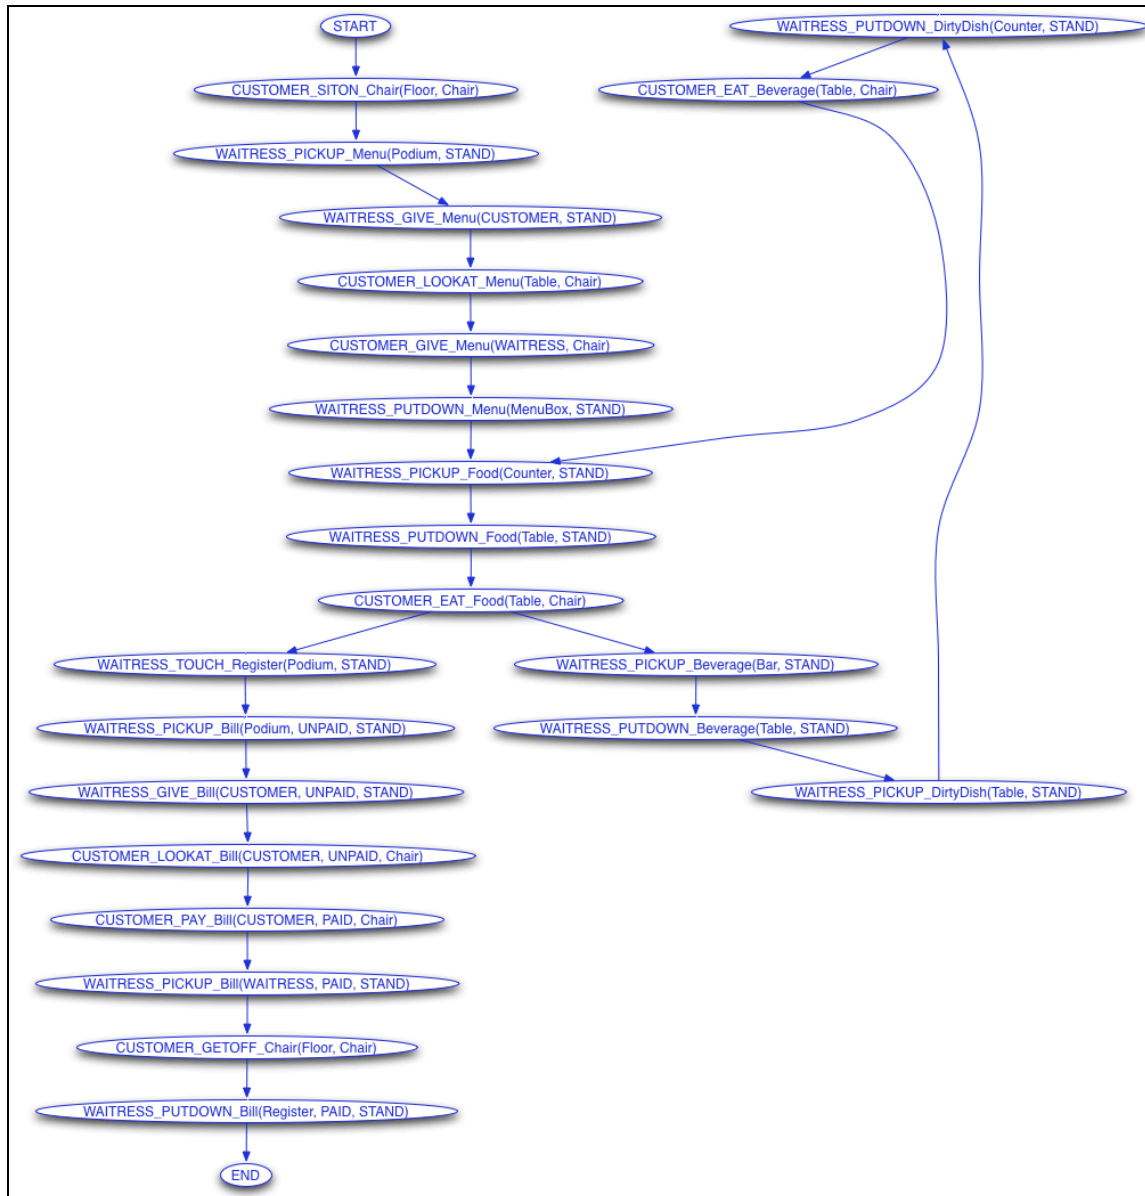 START
WAITRESS_PUTDOWN_DirtyDish(Counter, STAND)
CUSTOMER_SITON_Chair(Floor, Chair)
CUSTOMER_EAT_Beverage(Table, Chair)
WAITRESS_PICKUP_Menu(Podium, STAND)
WAITRESS_GIVE_Menu(CUSTOMER, STAND)
CUSTOMER_LOOKAT_Menu(Table, Chair)
CUSTOMER_GIVE_Menu(WAITRESS, Chair)
WAITRESS_PUTDOWN_Menu(MenuBox, STAND)
WAITRESS_PICKUP_Food(Counter, STAND)
WAITRESS_PUTDOWN_Food(Table, STAND)
CUSTOMER_EAT_Food(Table, Chair)
WAITRESS_TOUCH_Register(Podium, STAND)
WAITRESS_PICKUP_Beverage(Bar, STAND)
WAITRESS_PICKUP_Bill(Podium, UNPAID, STAND)
WAITRESS_PUTDOWN_Beverage(Table, STAND)
WAITRESS_GIVE_Bill(CUSTOMER, UNPAID, STAND)
WAITRESS_PICKUP_DirtyDish(Table, STAND)
CUSTOMER_LOOKAT_Bill(CUSTOMER, UNPAID, Chair)
CUSTOMER_PAY_Bill(CUSTOMER, PAID, Chair)
WAITRESS_PICKUP_Bill(WAITRESS, PAID, STAND)
CUSTOMER_GETOFF_Chair(Floor, Chair)
WAITRESS_PUTDOWN_Bill(Register, PAID, STAND)
END